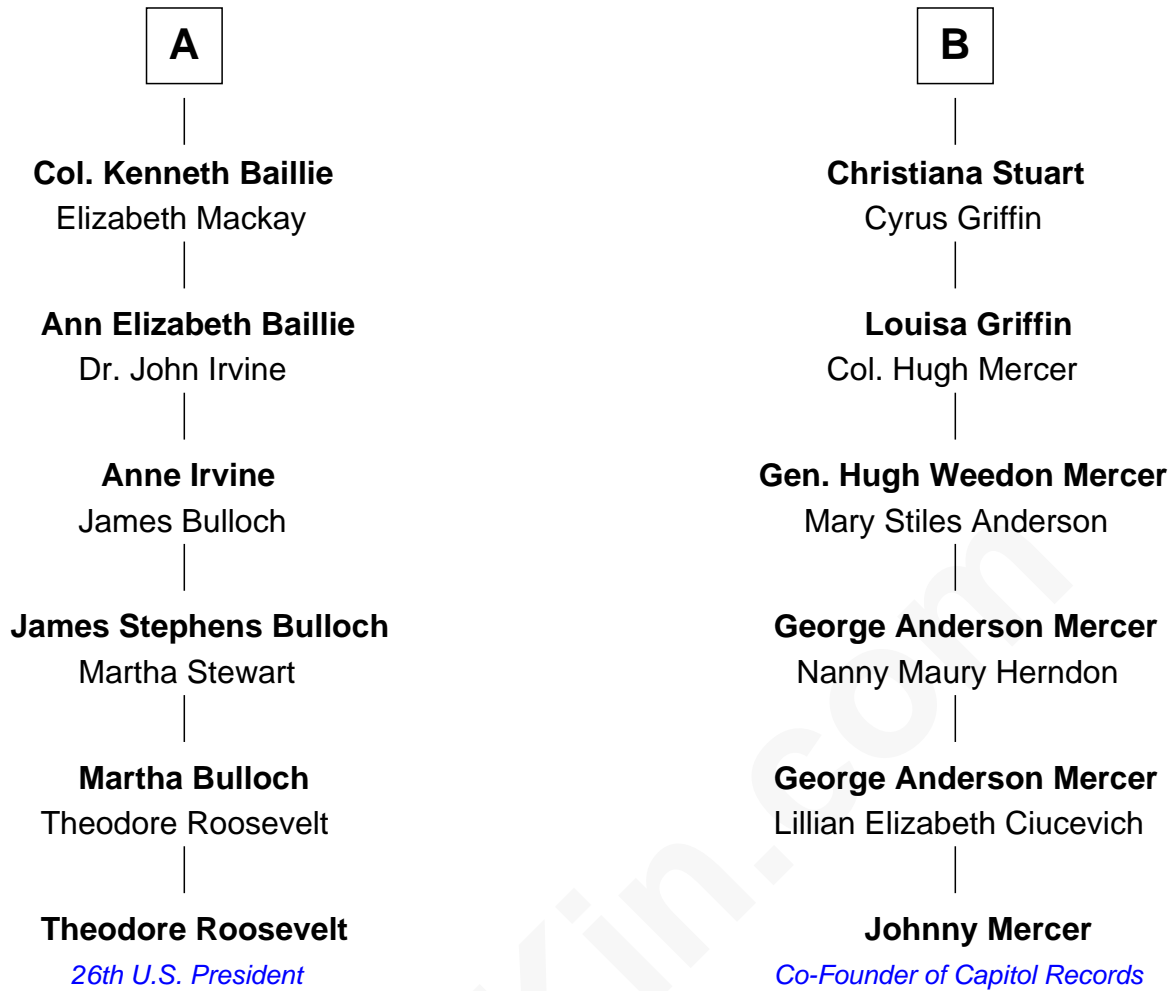 A
Col. Kenneth Baillie
Elizabeth Mackay
Ann Elizabeth Baillie
Dr. John Irvine
Anne Irvine
James Bulloch
James Stephens Bulloch
Martha Stewart
Martha Bulloch
Theodore Roosevelt
Theodore Roosevelt
26th U.S. President
B
Christiana Stuart
Cyrus Griffin
Louisa Griffin
Col. Hugh Mercer
Gen. Hugh Weedon Mercer
Mary Stiles Anderson
George Anderson Mercer
Nanny Maury Herndon
George Anderson Mercer
Lillian Elizabeth Ciucevich
Johnny Mercer
Co-Founder of Capitol Records